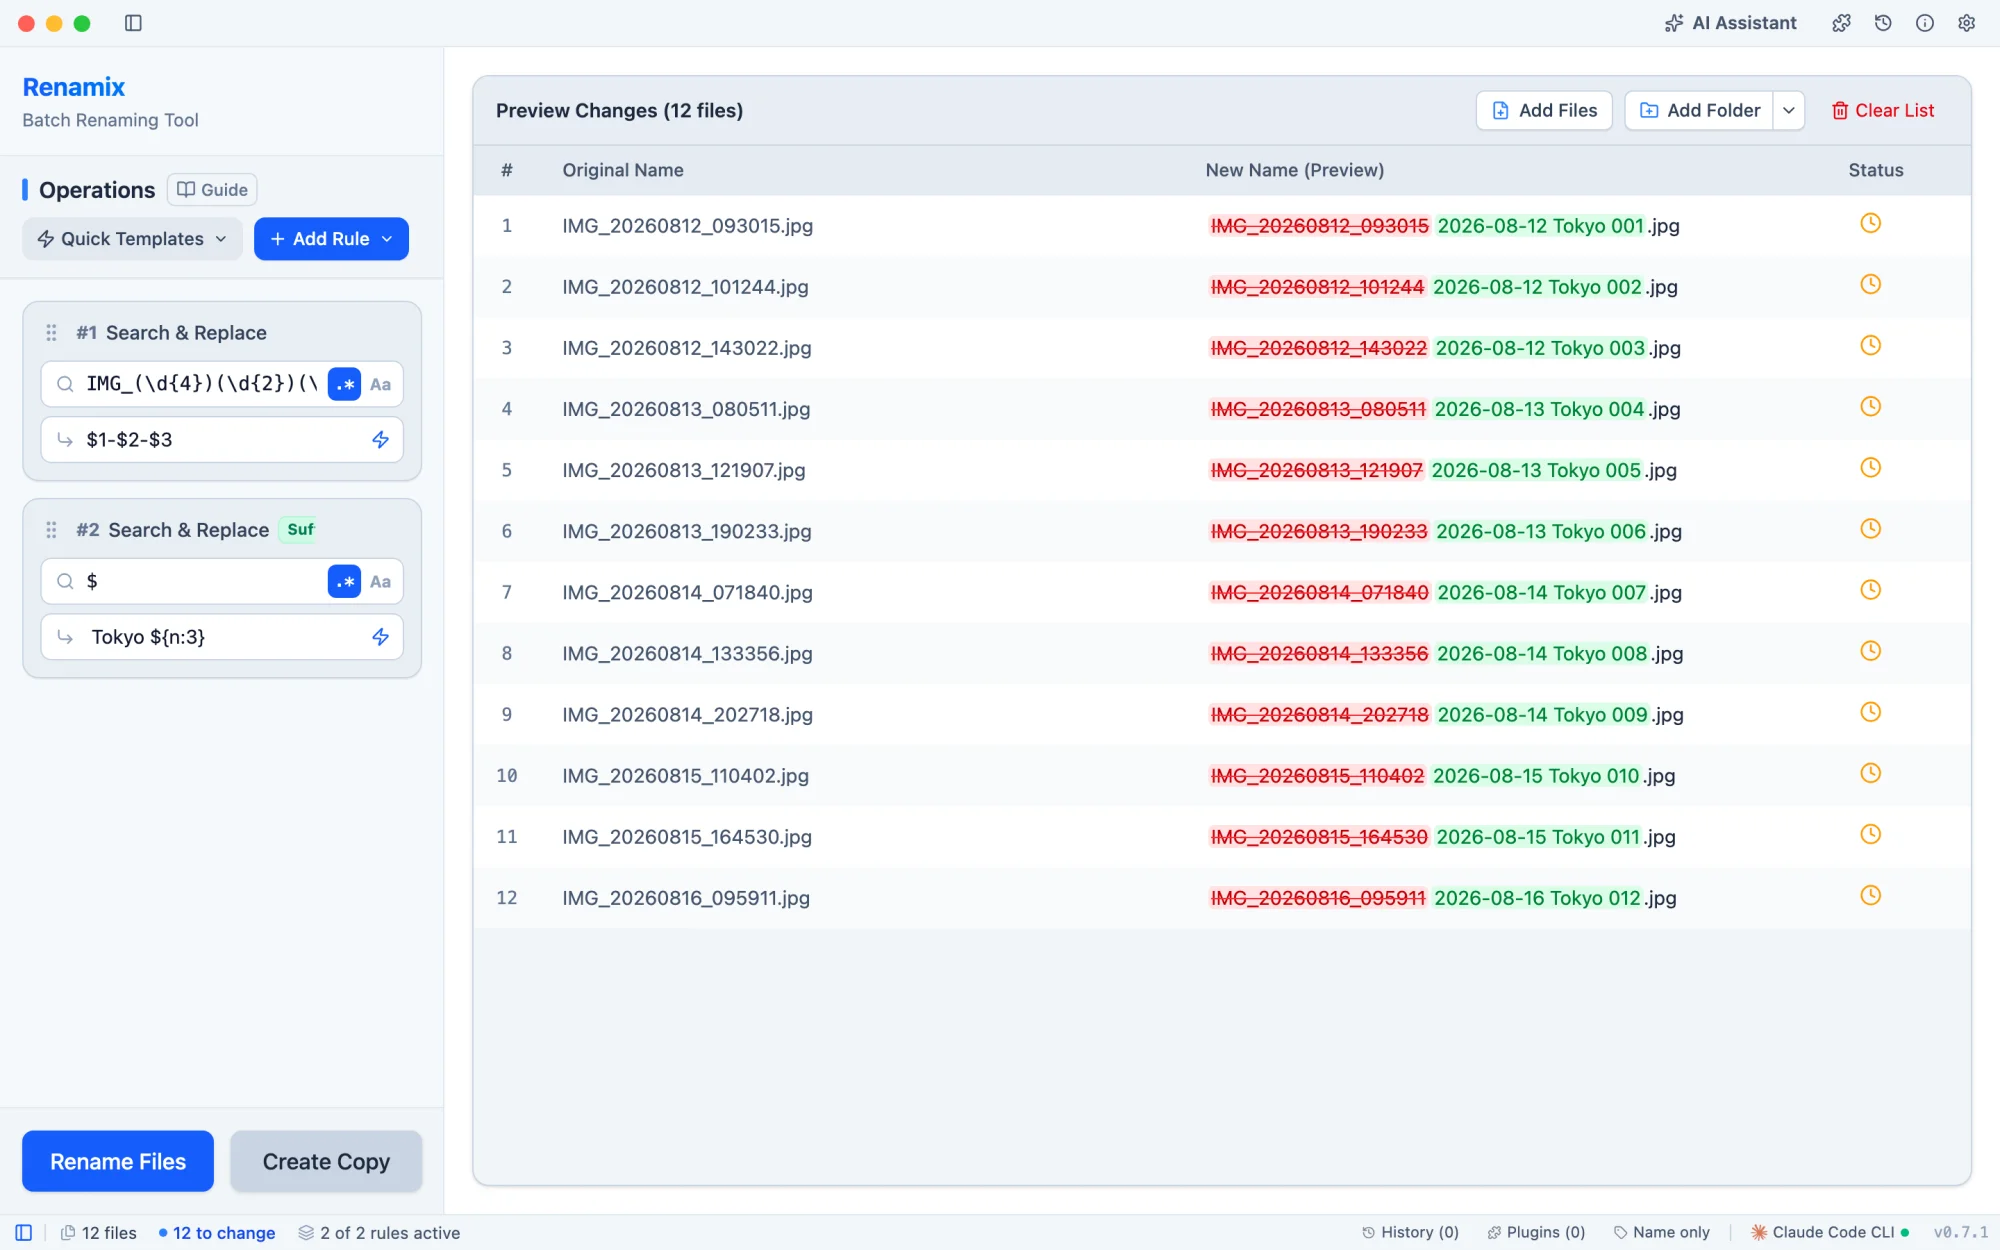 AI Assistant
Renamix
Batch Renaming Tool
Operations
Guide
Quick Templates
Add Rule
#1 Search & Replace
IMG_(\d{4})(\d{2})(\
.*
Aa
$1-$2-$3
#2 Search & Replace Suf
$
.*
Aa
Tokyo ${n:3}
Rename Files
Create Copy
Preview Changes (12 files)
Add Files
Add Folder
Clear List
# Original Name New Name (Preview) Status
1 IMG_20260812_093015.jpg IMG_20260812_093015 2026-08-12 Tokyo 001.jpg
2 IMG_20260812_101244.jpg IMG_20260812_101244 2026-08-12 Tokyo 002.jpg
3 IMG_20260812_143022.jpg IMG_20260812_143022 2026-08-12 Tokyo 003.jpg
4 IMG_20260813_080511.jpg IMG_20260813_080511 2026-08-13 Tokyo 004.jpg
5 IMG_20260813_121907.jpg IMG_20260813_121907 2026-08-13 Tokyo 005.jpg
6 IMG_20260813_190233.jpg IMG_20260813_190233 2026-08-13 Tokyo 006.jpg
7 IMG_20260814_071840.jpg IMG_20260814_071840 2026-08-14 Tokyo 007.jpg
8 IMG_20260814_133356.jpg IMG_20260814_133356 2026-08-14 Tokyo 008.jpg
9 IMG_20260814_202718.jpg IMG_20260814_202718 2026-08-14 Tokyo 009.jpg
10 IMG_20260815_110402.jpg IMG_20260815_110402 2026-08-15 Tokyo 010.jpg
11 IMG_20260815_164530.jpg IMG_20260815_164530 2026-08-15 Tokyo 011.jpg
12 IMG_20260816_095911.jpg IMG_20260816_095911 2026-08-16 Tokyo 012.jpg
12 files
12 to change
2 of 2 rules active
History (0)
Plugins (0)
Name only
Claude Code CLI
v0.7.1